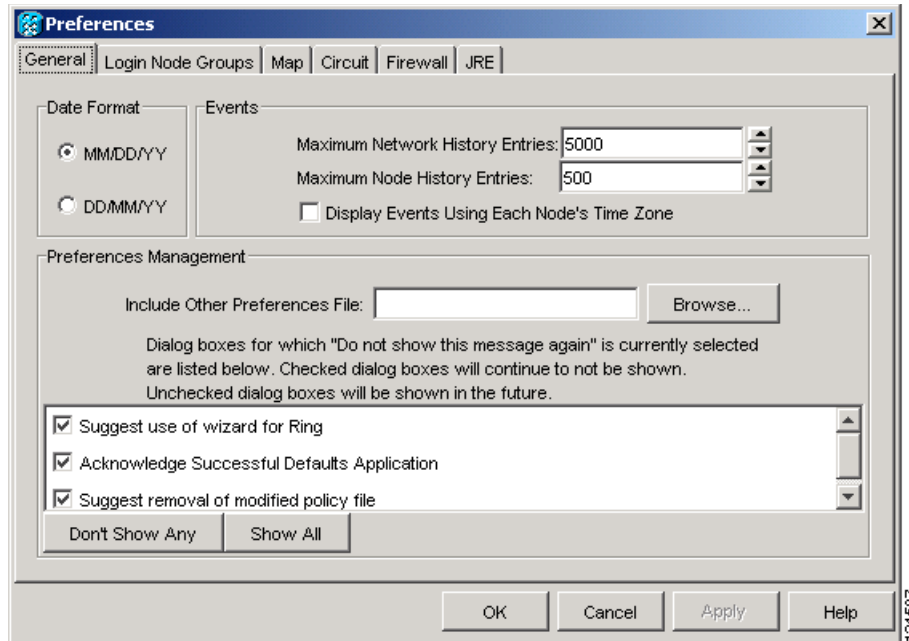 Preferences
General Login Node Groups Map Circuit Firewall JRE
Date Format
MM/DD/YY
DD/MM/YY
Events
Maximum Network History Entries: 5000
Maximum Node History Entries: 500
Display Events Using Each Node's Time Zone
Preferences Management
Include Other Preferences File: Browse...
Dialog boxes for which "Do not show this message again" is currently selected
are listed below. Checked dialog boxes will continue to not be shown.
Unchecked dialog boxes will be shown in the future.
Suggest use of wizard for Ring
Acknowledge Successful Defaults Application
Suggest removal of modified policy file
Don't Show Any Show All
OK Cancel Apply Help